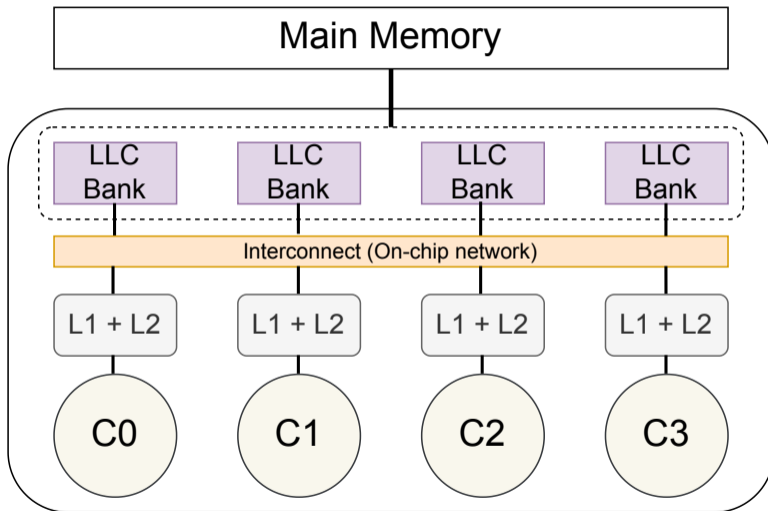 Main Memory
LLC
Bank
LLC
Bank
LLC
Bank
LLC
Bank
Interconnect (On-chip network)
L1 + L2
L1 + L2
L1 + L2
L1 + L2
C0
C1
C2
C3